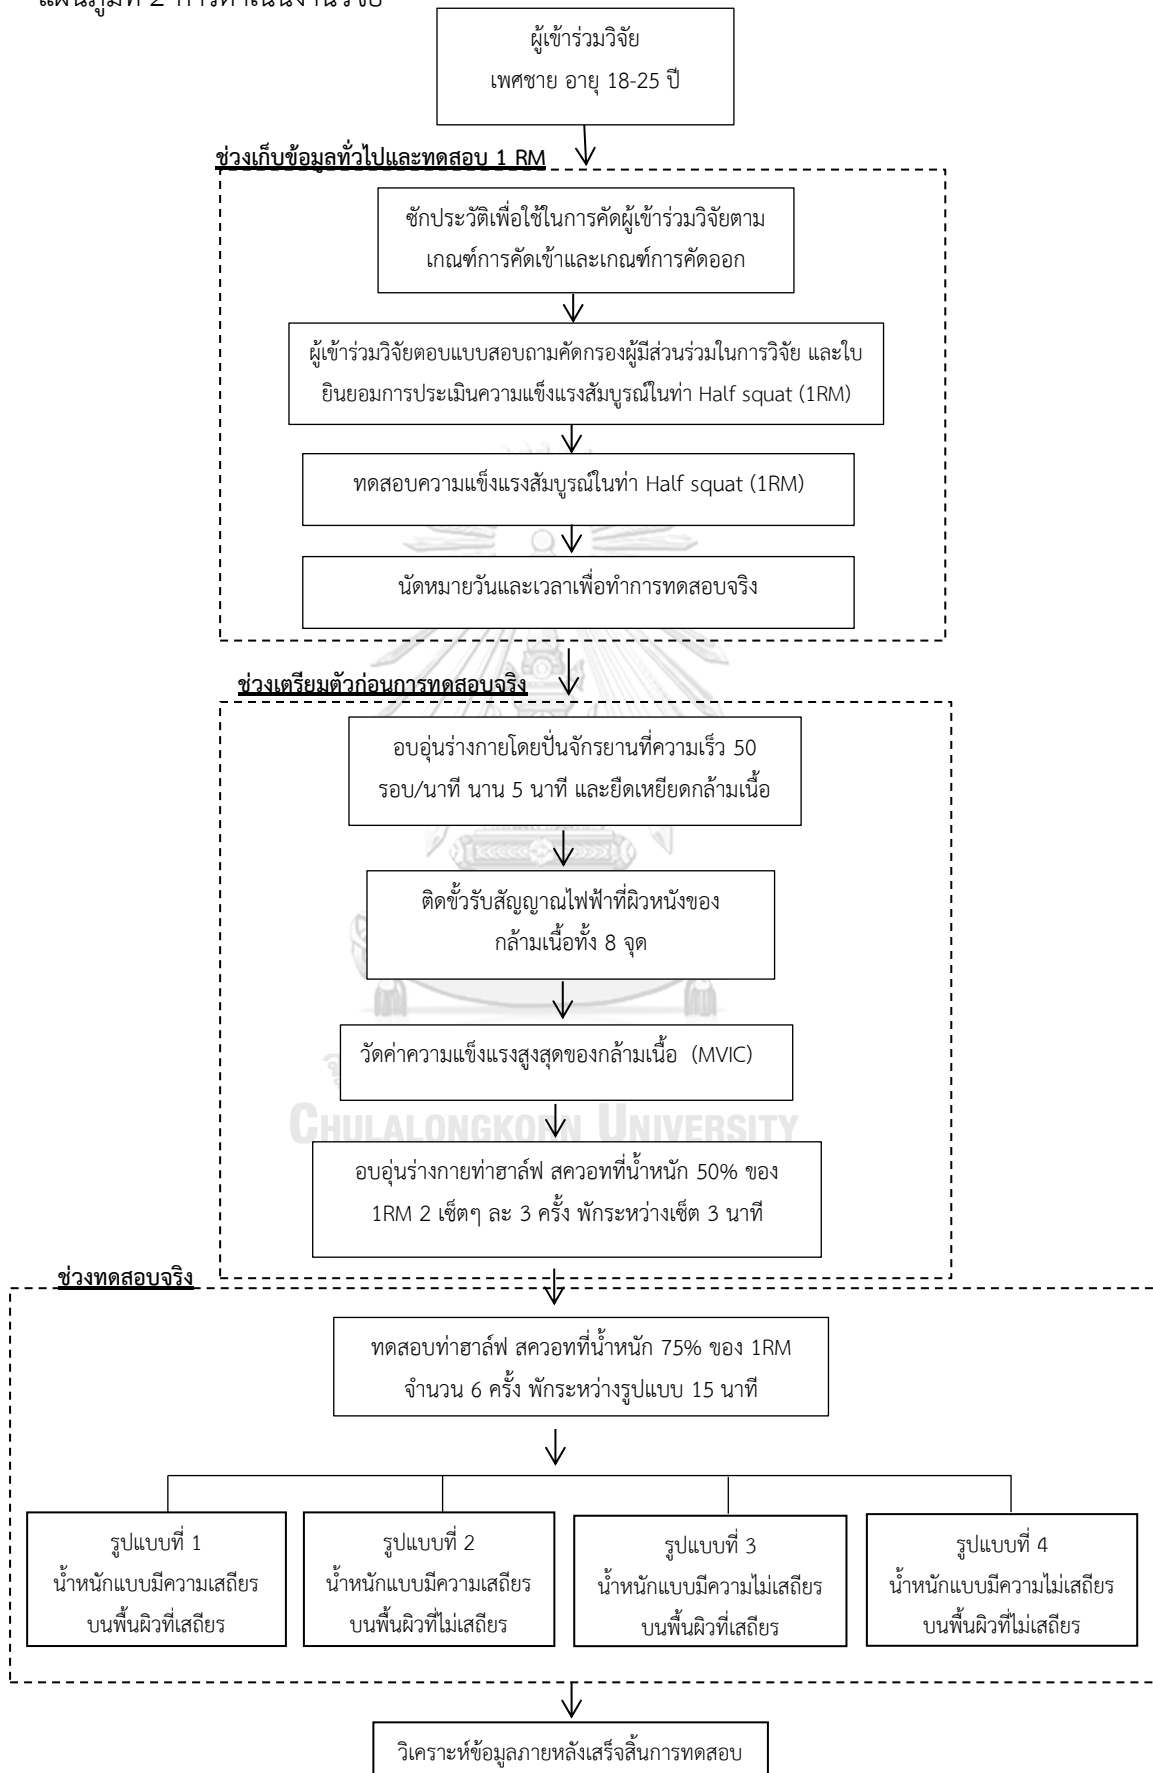 แผนภูมิที่ 2 การดำเนินงานวิจัย
ผู้เข้าร่วมวิจัย
เพศชาย อายุ 18-25 ปี
ช่วงเก็บข้อมูลทั่วไปและทดสอบ 1 RM
ซักประวัติเพื่อใช้ในการคัดผู้เข้าร่วมวิจัยตาม
เกณฑ์การคัดเข้าและเกณฑ์การคัดออก
ผู้เข้าร่วมวิจัยตอบแบบสอบถามคัดกรองผู้มีส่วนร่วมในการวิจัย และใบ
ยินยอมการประเมินความแข็งแรงสัมบูรณ์ในท่า Half squat (1RM)
ทดสอบความแข็งแรงสัมบูรณ์ในท่า Half squat (1RM)
นัดหมายวันและเวลาเพื่อทำการทดสอบจริง
ช่วงเตรียมตัวก่อนการทดสอบจริง
อบอุ่นร่างกายโดยปั่นจักรยานที่ความเร็ว 50
รอบ/นาที นาน 5 นาที และยืดเหยียดกล้ามเนื้อ
ติดขั้วรับสัญญาณไฟฟ้าที่ผิวหนังของ
กล้ามเนื้อทั้ง 8 จุด
วัดค่าความแข็งแรงสูงสุดของกล้ามเนื้อ (MVIC)
CHULALONGKORN UNIVERSITY
อบอุ่นร่างกายท่าฮาล์ฟ สควอทที่น้ำหนัก 50% ของ
1RM 2 เซ็ตๆ ละ 3 ครั้ง พักระหว่างเซ็ต 3 นาที
ช่วงทดสอบจริง
ทดสอบท่าฮาล์ฟ สควอทที่น้ำหนัก 75% ของ 1RM
จำนวน 6 ครั้ง พักระหว่างรูปแบบ 15 นาที
รูปแบบที่ 1
น้ำหนักแบบมีความเสถียร
บนพื้นผิวที่เสถียร
รูปแบบที่ 2
น้ำหนักแบบมีความเสถียร
บนพื้นผิวที่ไม่เสถียร
รูปแบบที่ 3
น้ำหนักแบบมีความไม่เสถียร
บนพื้นผิวที่เสถียร
รูปแบบที่ 4
น้ำหนักแบบมีความไม่เสถียร
บนพื้นผิวที่ไม่เสถียร
วิเคราะห์ข้อมูลภายหลังเสร็จสิ้นการทดสอบ